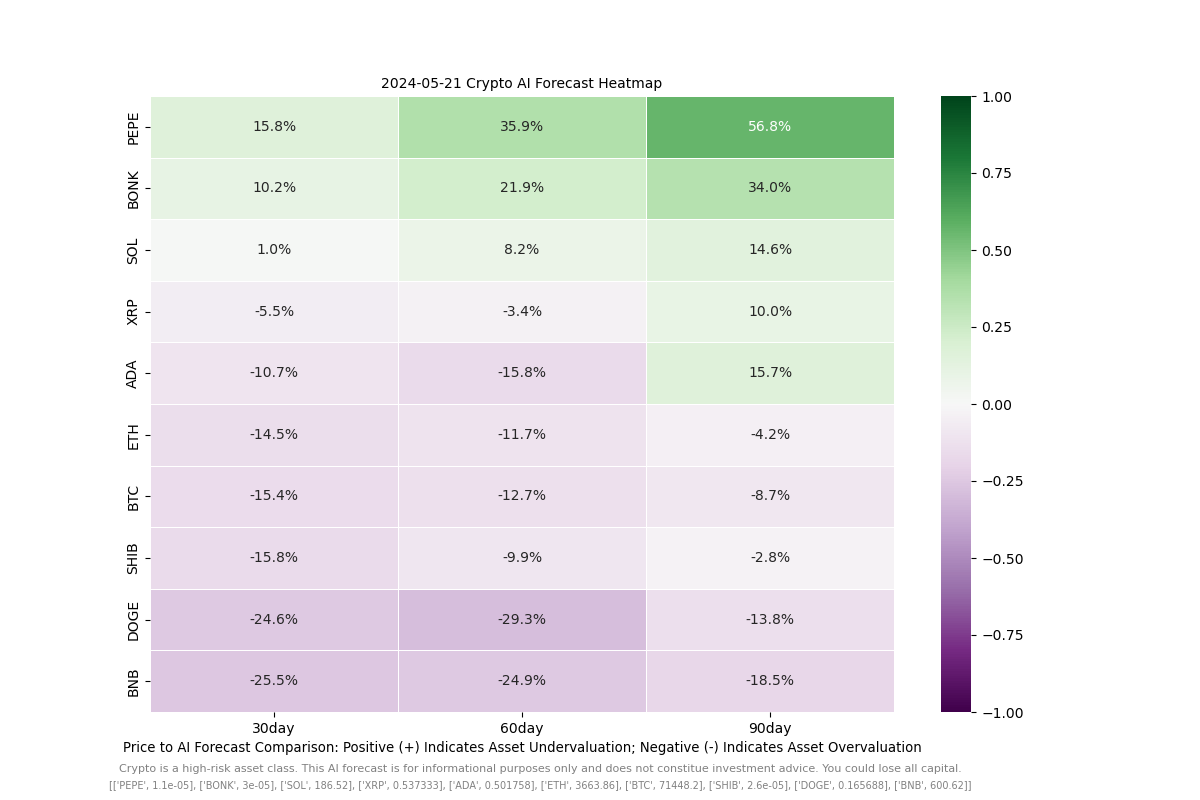 2024-05-21 Crypto AI Forecast Heatmap
PEPE 15.8% 35.9% 56.8%
BONK 10.2% 21.9% 34.0%
SOL 1.0% 8.2% 14.6%
XRP -5.5% -3.4% 10.0%
ADA -10.7% -15.8% 15.7%
ETH -14.5% -11.7% -4.2%
BTC -15.4% -12.7% -8.7%
SHIB -15.8% -9.9% -2.8%
DOGE -24.6% -29.3% -13.8%
BNB -25.5% -24.9% -18.5%
30day 60day 90day
1.00
0.75
0.50
0.25
0.00
−0.25
−0.50
−0.75
−1.00
Price to AI Forecast Comparison: Positive (+) Indicates Asset Undervaluation; Negative (-) Indicates Asset Overvaluation
Crypto is a high-risk asset class. This AI forecast is for informational purposes only and does not constitute investment advice. You could lose all capital.
[['PEPE', 1.1e-05], ['BONK', 3e-05], ['SOL', 186.52], ['XRP', 0.537333], ['ADA', 0.501758], ['ETH', 3663.86], ['BTC', 71448.2], ['SHIB', 2.6e-05], ['DOGE', 0.165688], ['BNB', 600.62]]